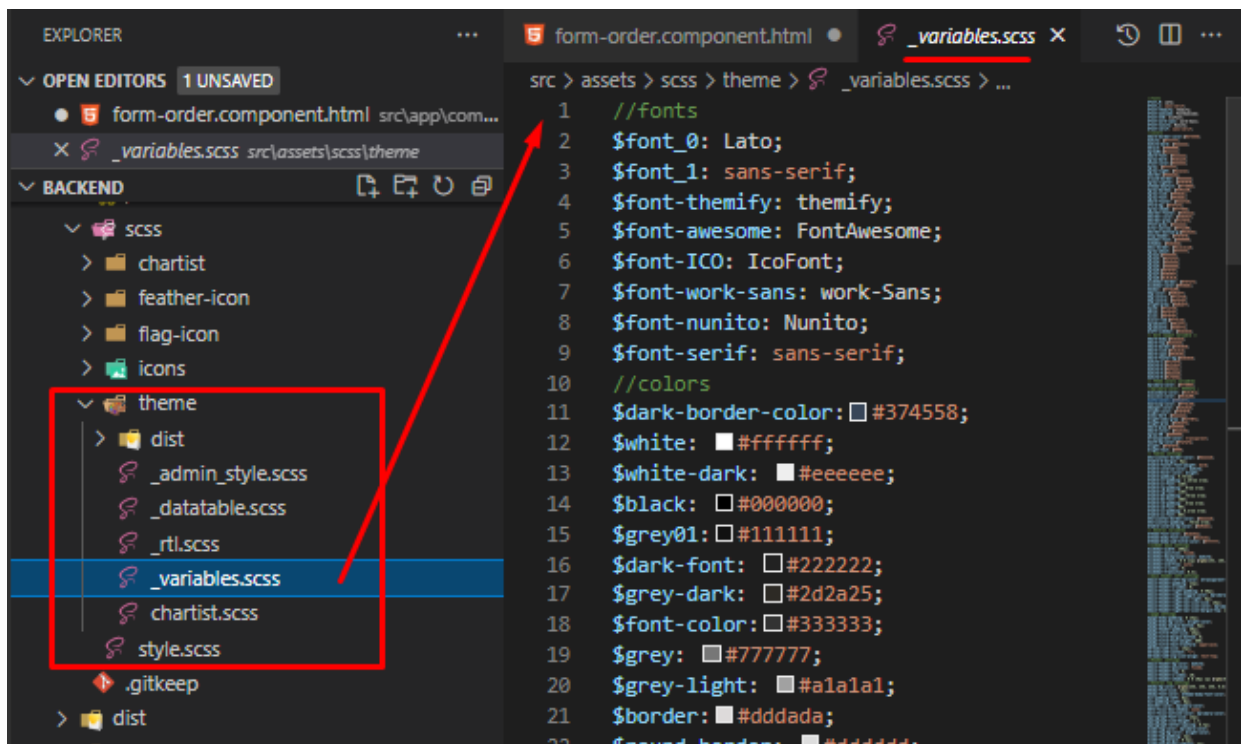 EXPLORER
OPEN EDITORS 1 UNSAVED
form-order.component.html src\app\com...
_variables.scss src\assets\scss\theme
BACKEND
scss
chartist
feather-icon
flag-icon
icons
theme
dist
_admin_style.scss
_datatable.scss
_rtl.scss
_variables.scss
chartist.scss
style.scss
.gitkeep
dist
form-order.component.html
_variables.scss
src > assets > scss > theme > _variables.scss > ...
1 //fonts
2 $font_0: Lato;
3 $font_1: sans-serif;
4 $font-themify: themify;
5 $font-awesome: FontAwesome;
6 $font-ICO: IcoFont;
7 $font-work-sans: work-Sans;
8 $font-nunito: Nunito;
9 $font-serif: sans-serif;
10 //colors
11 $dark-border-color: #374558;
12 $white: #ffffff;
13 $white-dark: #eeeeee;
14 $black: #000000;
15 $grey01: #111111;
16 $dark-font: #222222;
17 $grey-dark: #2d2a25;
18 $font-color: #333333;
19 $grey: #777777;
20 $grey-light: #a1a1a1;
21 $border: #dddada;